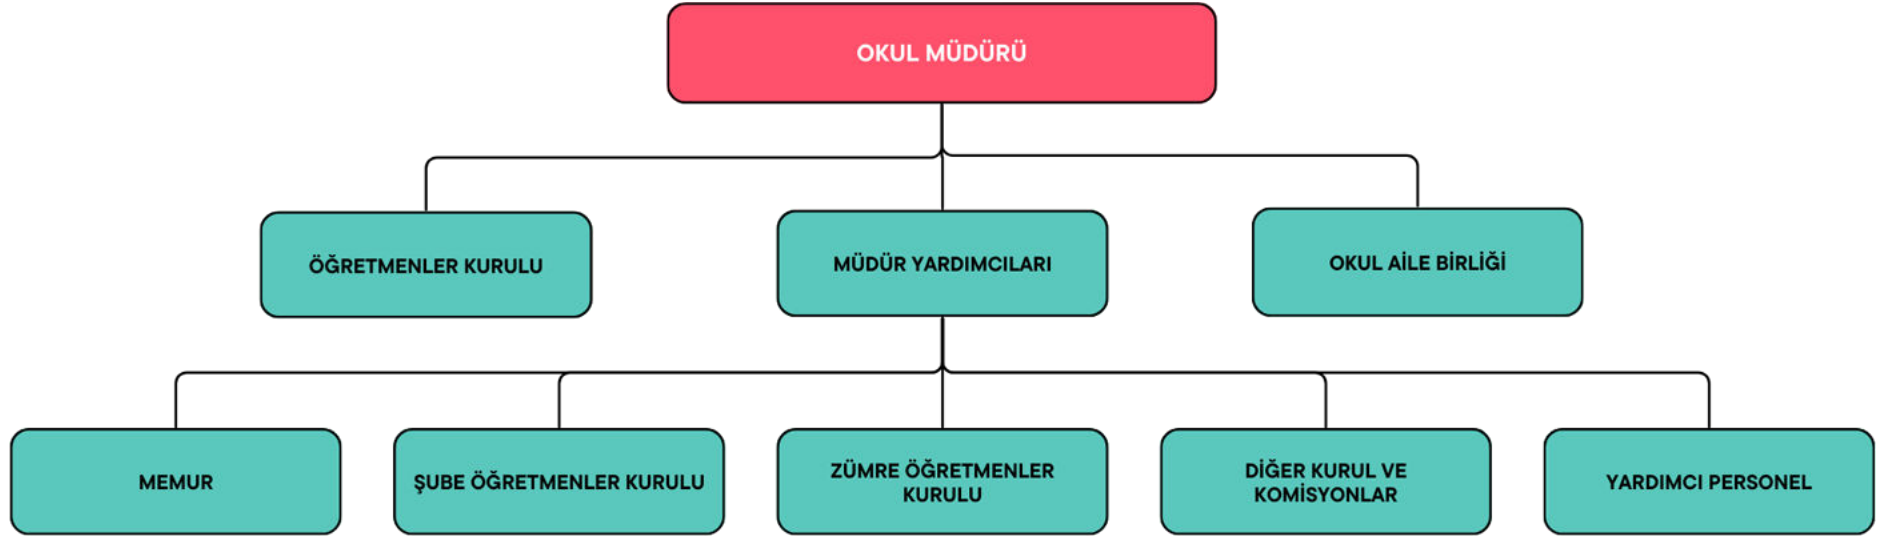 OKUL MÜDÜRÜ
ÖĞRETMENLER KURULU
MÜDÜR YARDIMCILARI
OKUL AİLE BİRLİĞİ
MEMUR
ŞUBE ÖĞRETMENLER KURULU
ZÜMRE ÖĞRETMENLER
KURULU
DİĞER KURUL VE
KOMİSYONLAR
YARDIMCI PERSONEL